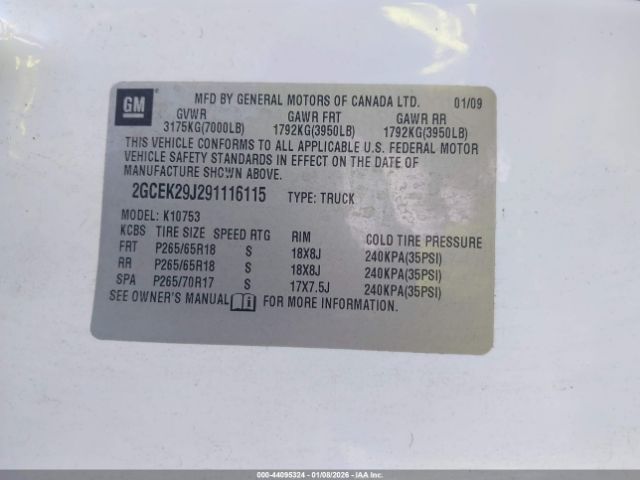 GM
MFD BY GENERAL MOTORS OF CANADA LTD. 01/09
GVWR GAWR FRT GAWR RR
3175KG(7000LB) 1792KG(3950LB) 1792KG(3950LB)
THIS VEHICLE CONFORMS TO ALL APPLICABLE U.S. FEDERAL MOTOR
VEHICLE SAFETY STANDARDS IN EFFECT ON THE DATE OF
MANUFACTURE SHOWN ABOVE.
2GCEK29J291116115 TYPE: TRUCK
MODEL: K10753
KCBS TIRE SIZE SPEED RTG RIM COLD TIRE PRESSURE
FRT P265/65R18 S 18X8J 240KPA(35PSI)
RR P265/65R18 S 18X8J 240KPA(35PSI)
SPA P265/70R17 S 17X7.5J 240KPA(35PSI)
SEE OWNER'S MANUAL FOR MORE INFORMATION.
000-44095324 | 01/08/2026 - IAA, Inc.